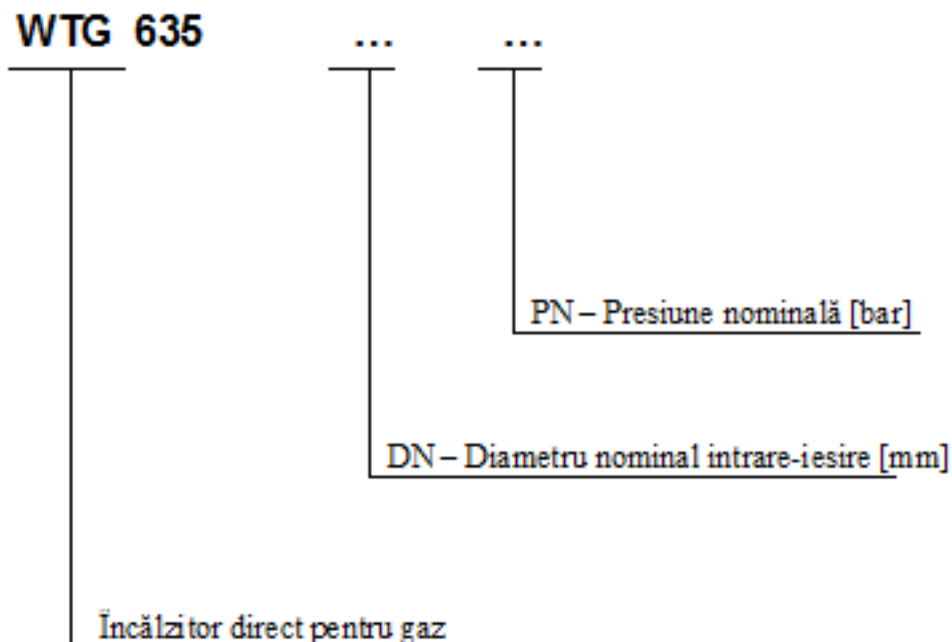 WTG 635 ... ...
PN – Presiune nominală [bar]
DN – Diametru nominal intrare-iesire [mm]
Încălzitor direct pentru gaz